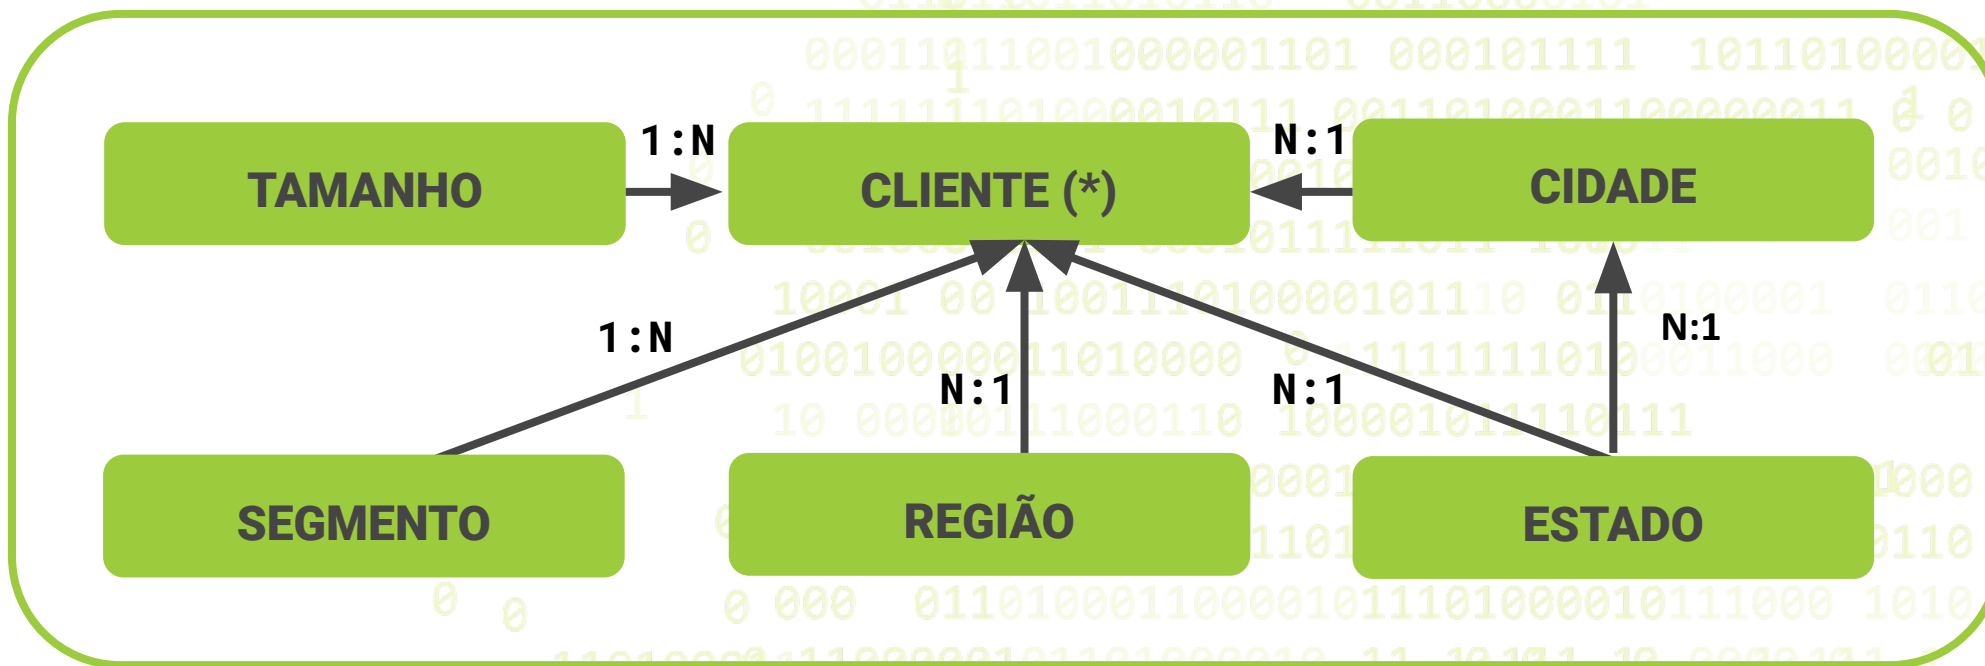 TAMANHO
1:N
CLIENTE (*)
N:1
CIDADE
1:N
N:1
N:1
N:1
SEGMENTO
REGIÃO
ESTADO